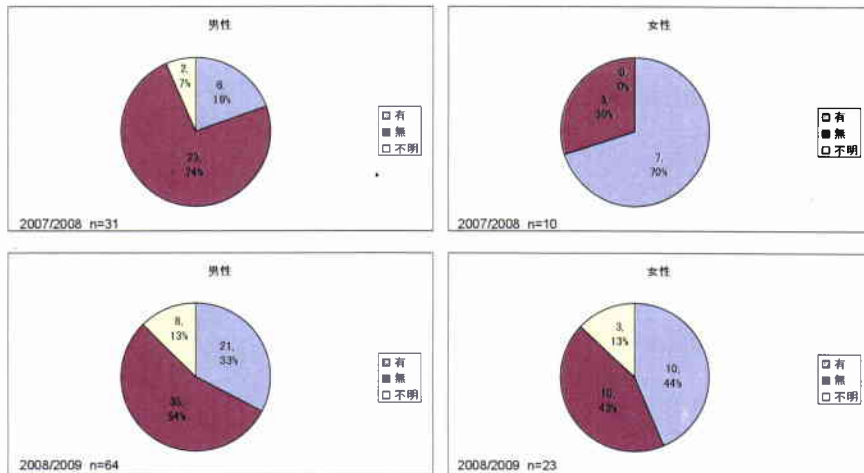 男性
2,
7%
6,
19%
23,
74%
有
無
不明
2007/2008 n=31
女性
0,
0%
3,
30%
7,
70%
有
無
不明
2007/2008 n=10
男性
8,
13%
21,
33%
35,
54%
有
無
不明
2008/2009 n=64
女性
3,
13%
10,
44%
10,
43%
有
無
不明
2008/2009 n=23